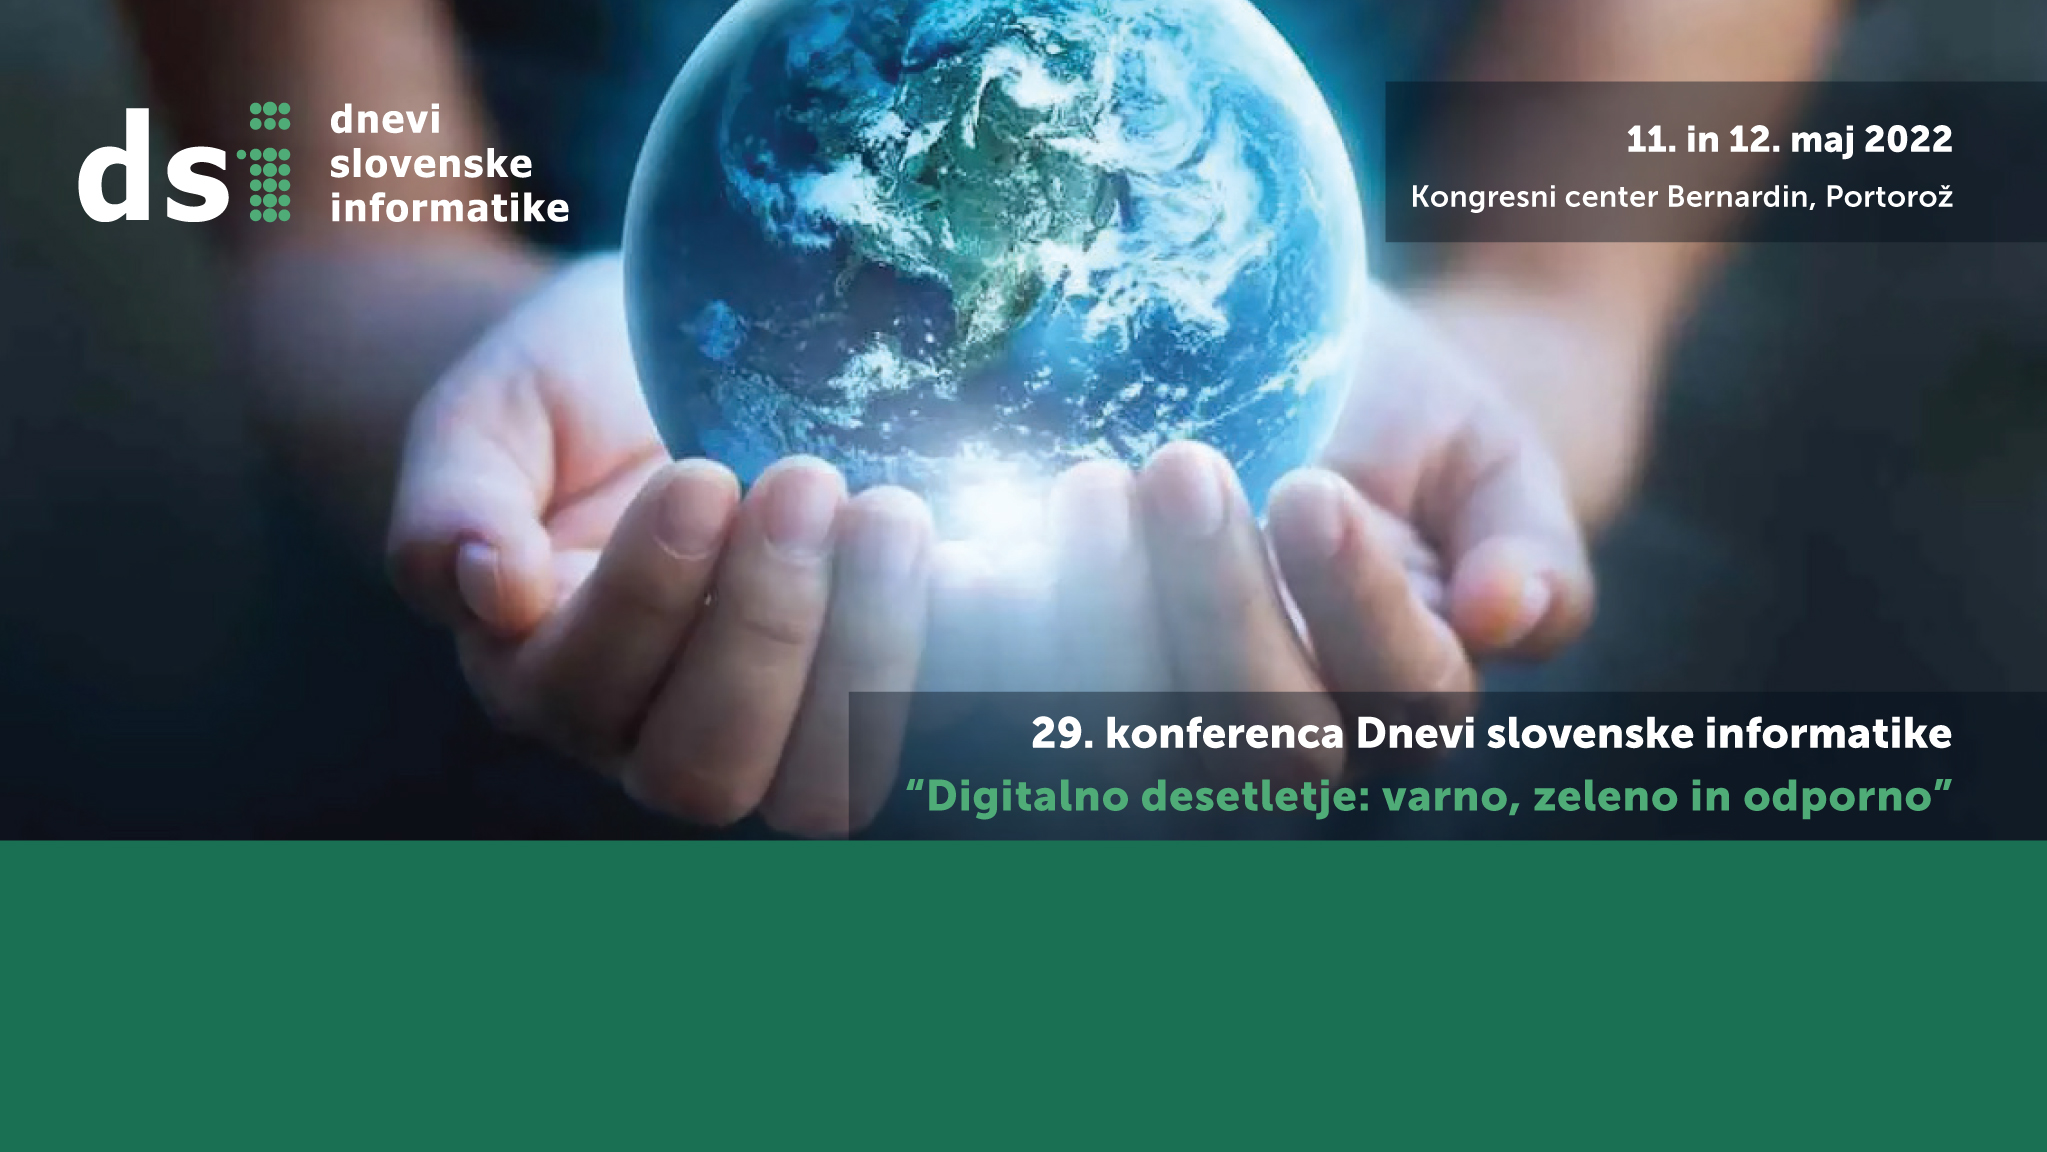 dsi
dnevi
slovenske
informatike
11. in 12. maj 2022
Kongresni center Bernardin, Portorož
29. konferenca Dnevi slovenske informatike
“Digitalno desetletje: varno, zeleno in odporno”